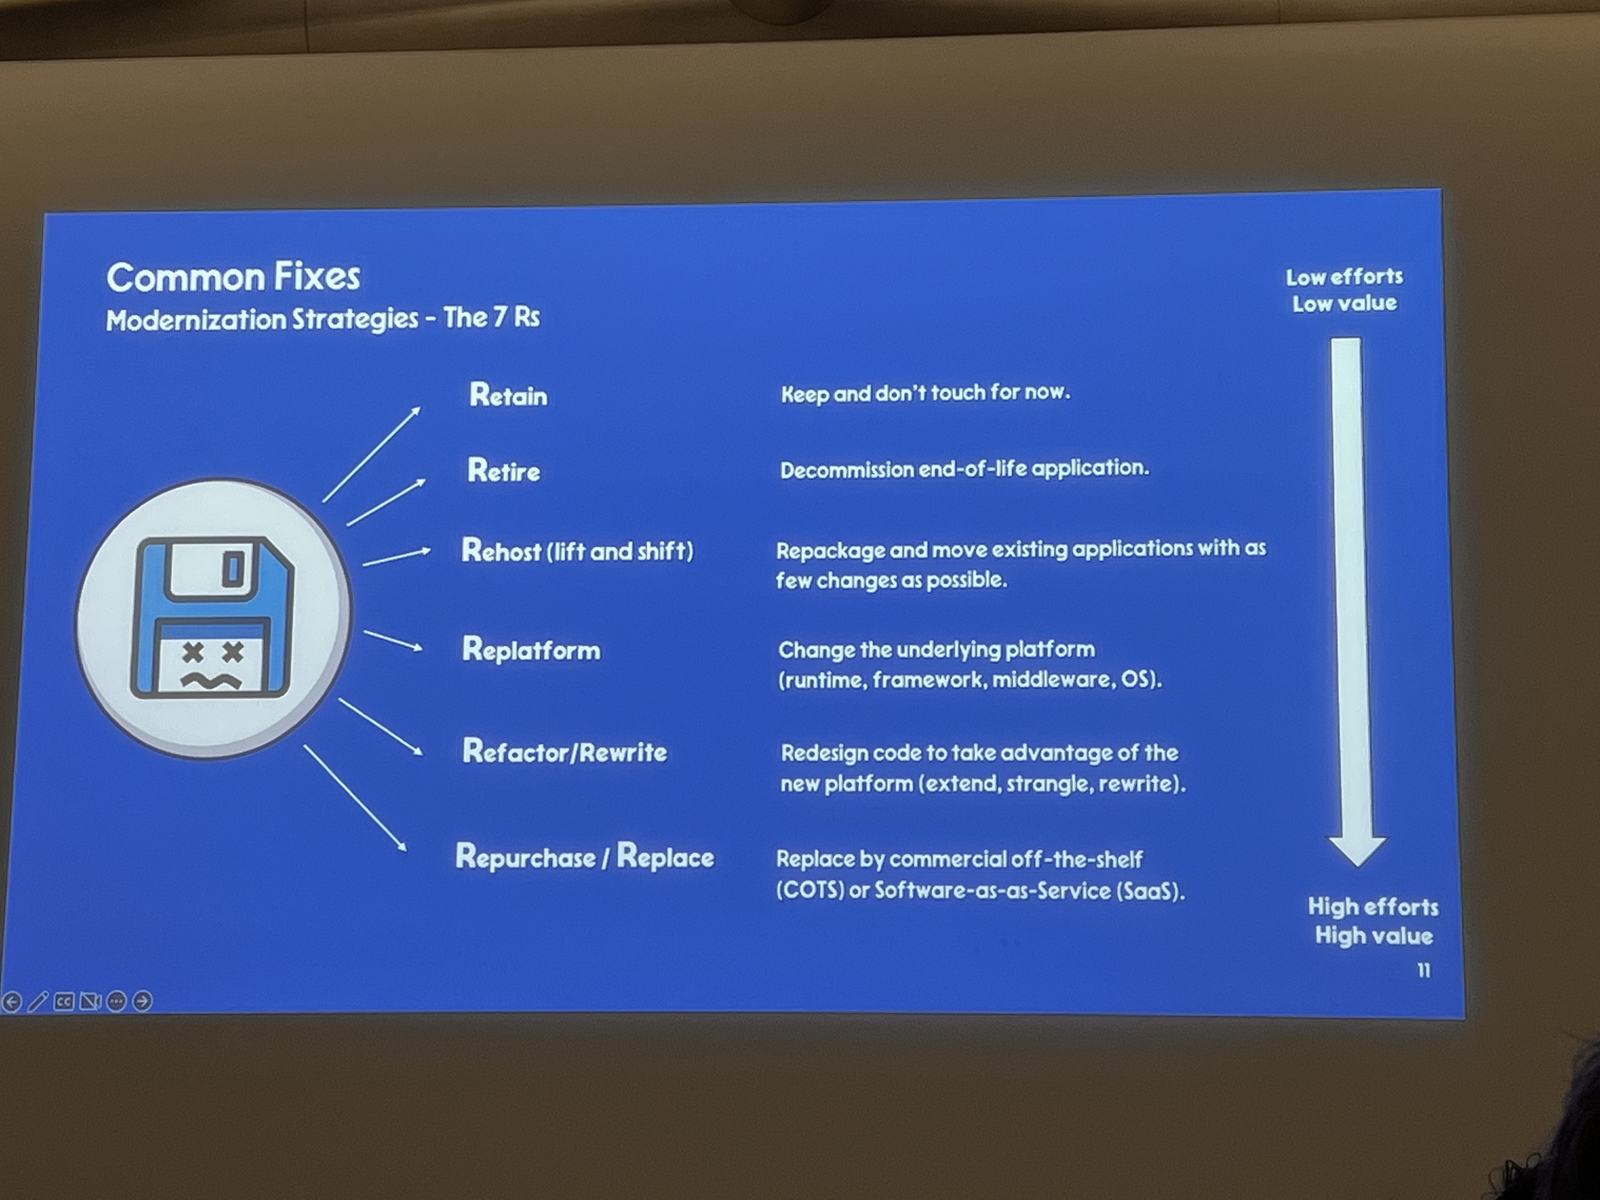 Common Fixes
Modernization Strategies - The 7 Rs
Low efforts
Low value
Retain
Keep and don't touch for now.
Retire
Decommission end-of-life application.
Rehost (lift and shift)
Repackage and move existing applications with as
few changes as possible.
Replatform
Change the underlying platform
(runtime, framework, middleware, OS).
Refactor/Rewrite
Redesign code to take advantage of the
new platform (extend, strangle, rewrite).
Repurchase / Replace
Replace by commercial off-the-shelf
(COTS) or Software-as-as-Service (SaaS).
High efforts
High value
11
CC